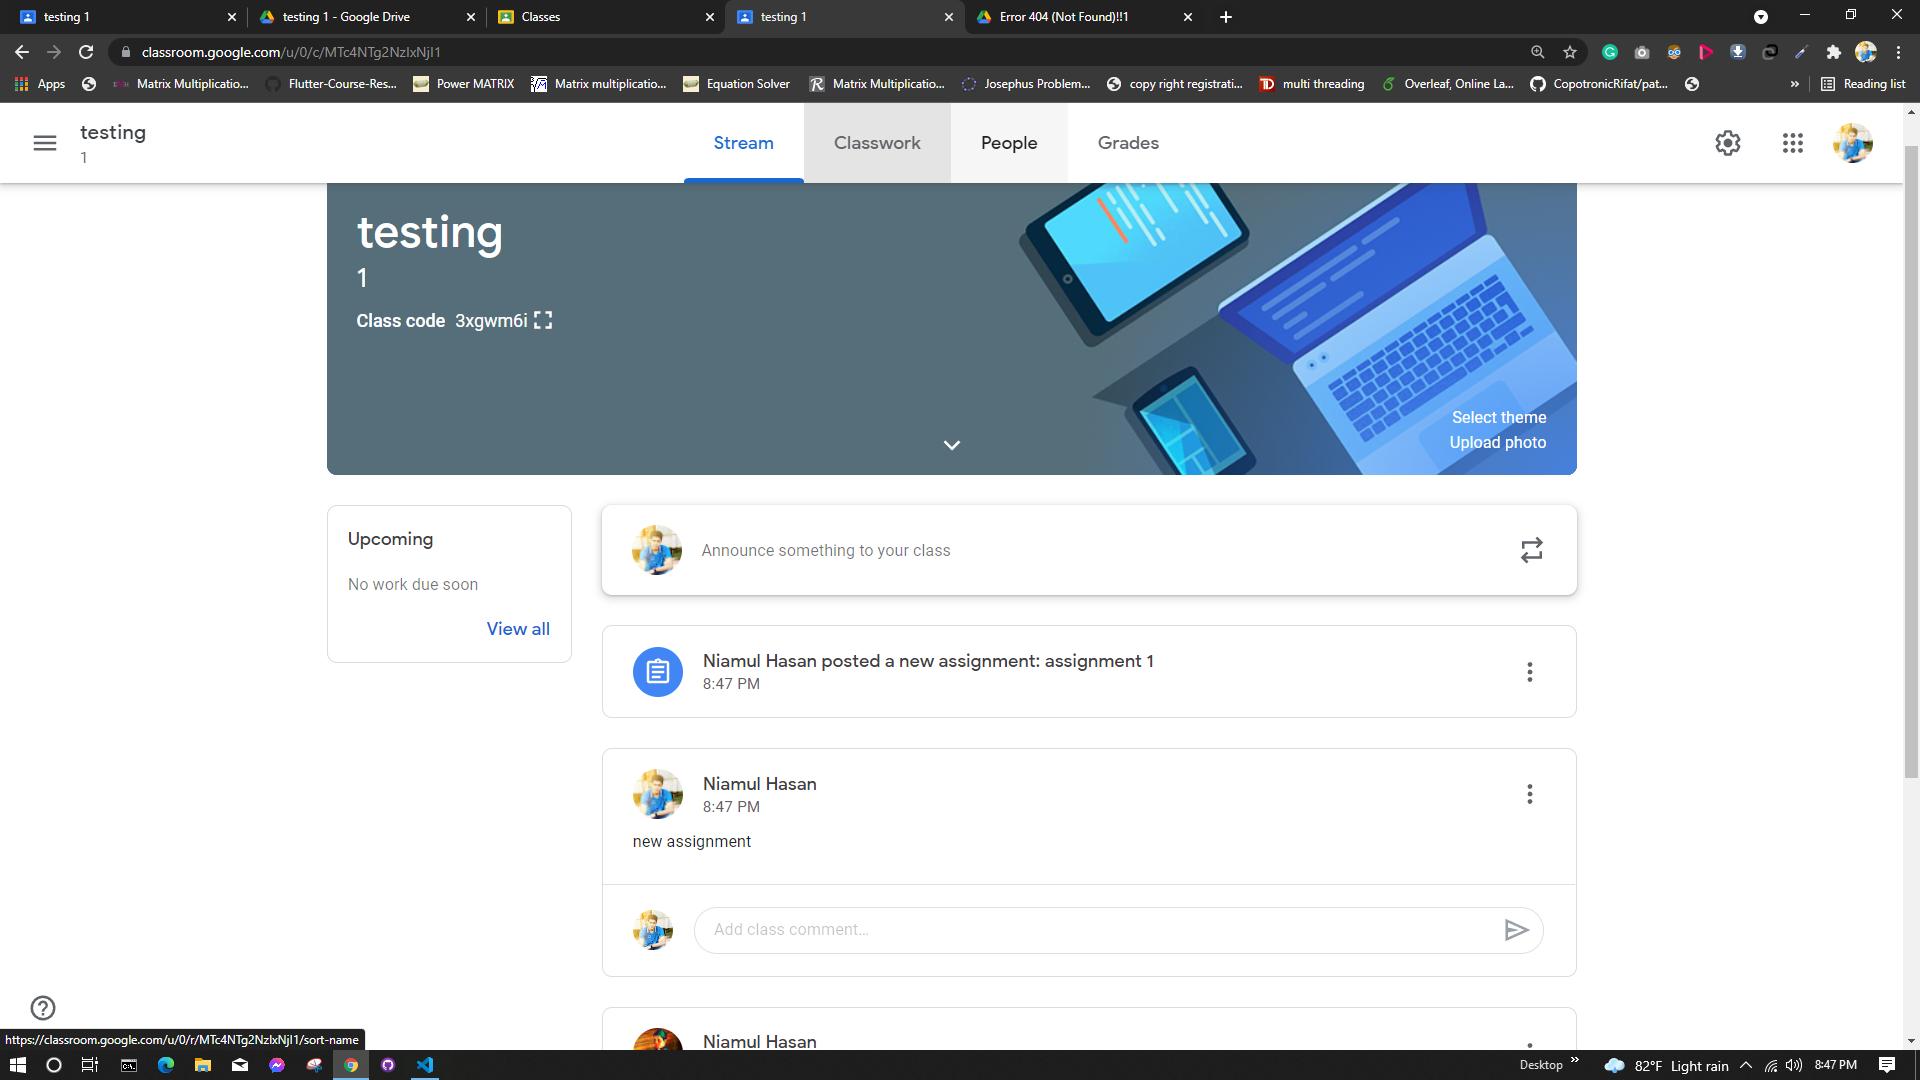 testing 1
testing 1 - Google Drive
Classes
testing 1
Error 404 (Not Found)!!1
classroom.google.com/u/0/c/MTc4NTg2NzIxNjI1
Apps
Matrix Multiplicatio...
Flutter-Course-Res...
Power MATRIX
Matrix multiplicatio...
Equation Solver
Matrix Multiplicatio...
Josephus Problem...
copy right registrati...
multi threading
Overleaf, Online La...
CopotronicRifat/pat...
Reading list
testing
1
Stream
Classwork
People
Grades
testing
1
Class code 3xgwm6i
Select theme
Upload photo
Upcoming
No work due soon
View all
Announce something to your class
Niamul Hasan posted a new assignment: assignment 1
8:47 PM
Niamul Hasan
8:47 PM
new assignment
Add class comment...
Niamul Hasan
https://classroom.google.com/u/0/r/MTc4NTg2NzIxNjI1/sort-name
Desktop
82°F Light rain
8:47 PM